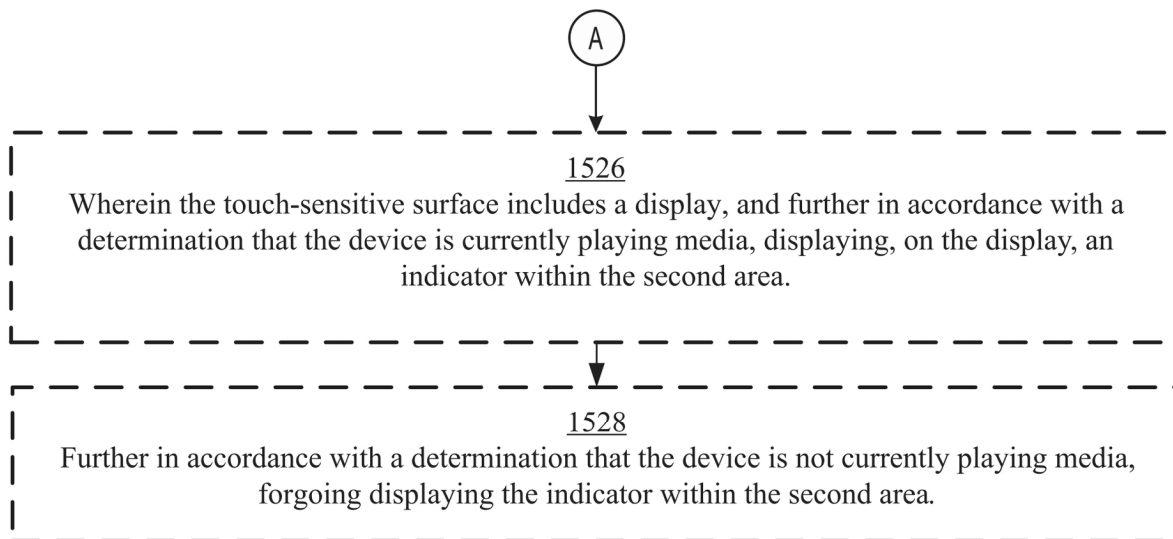 A
1526
Wherein the touch-sensitive surface includes a display, and further in accordance with a
determination that the device is currently playing media, displaying, on the display, an
indicator within the second area.
1528
Further in accordance with a determination that the device is not currently playing media,
forgoing displaying the indicator within the second area.